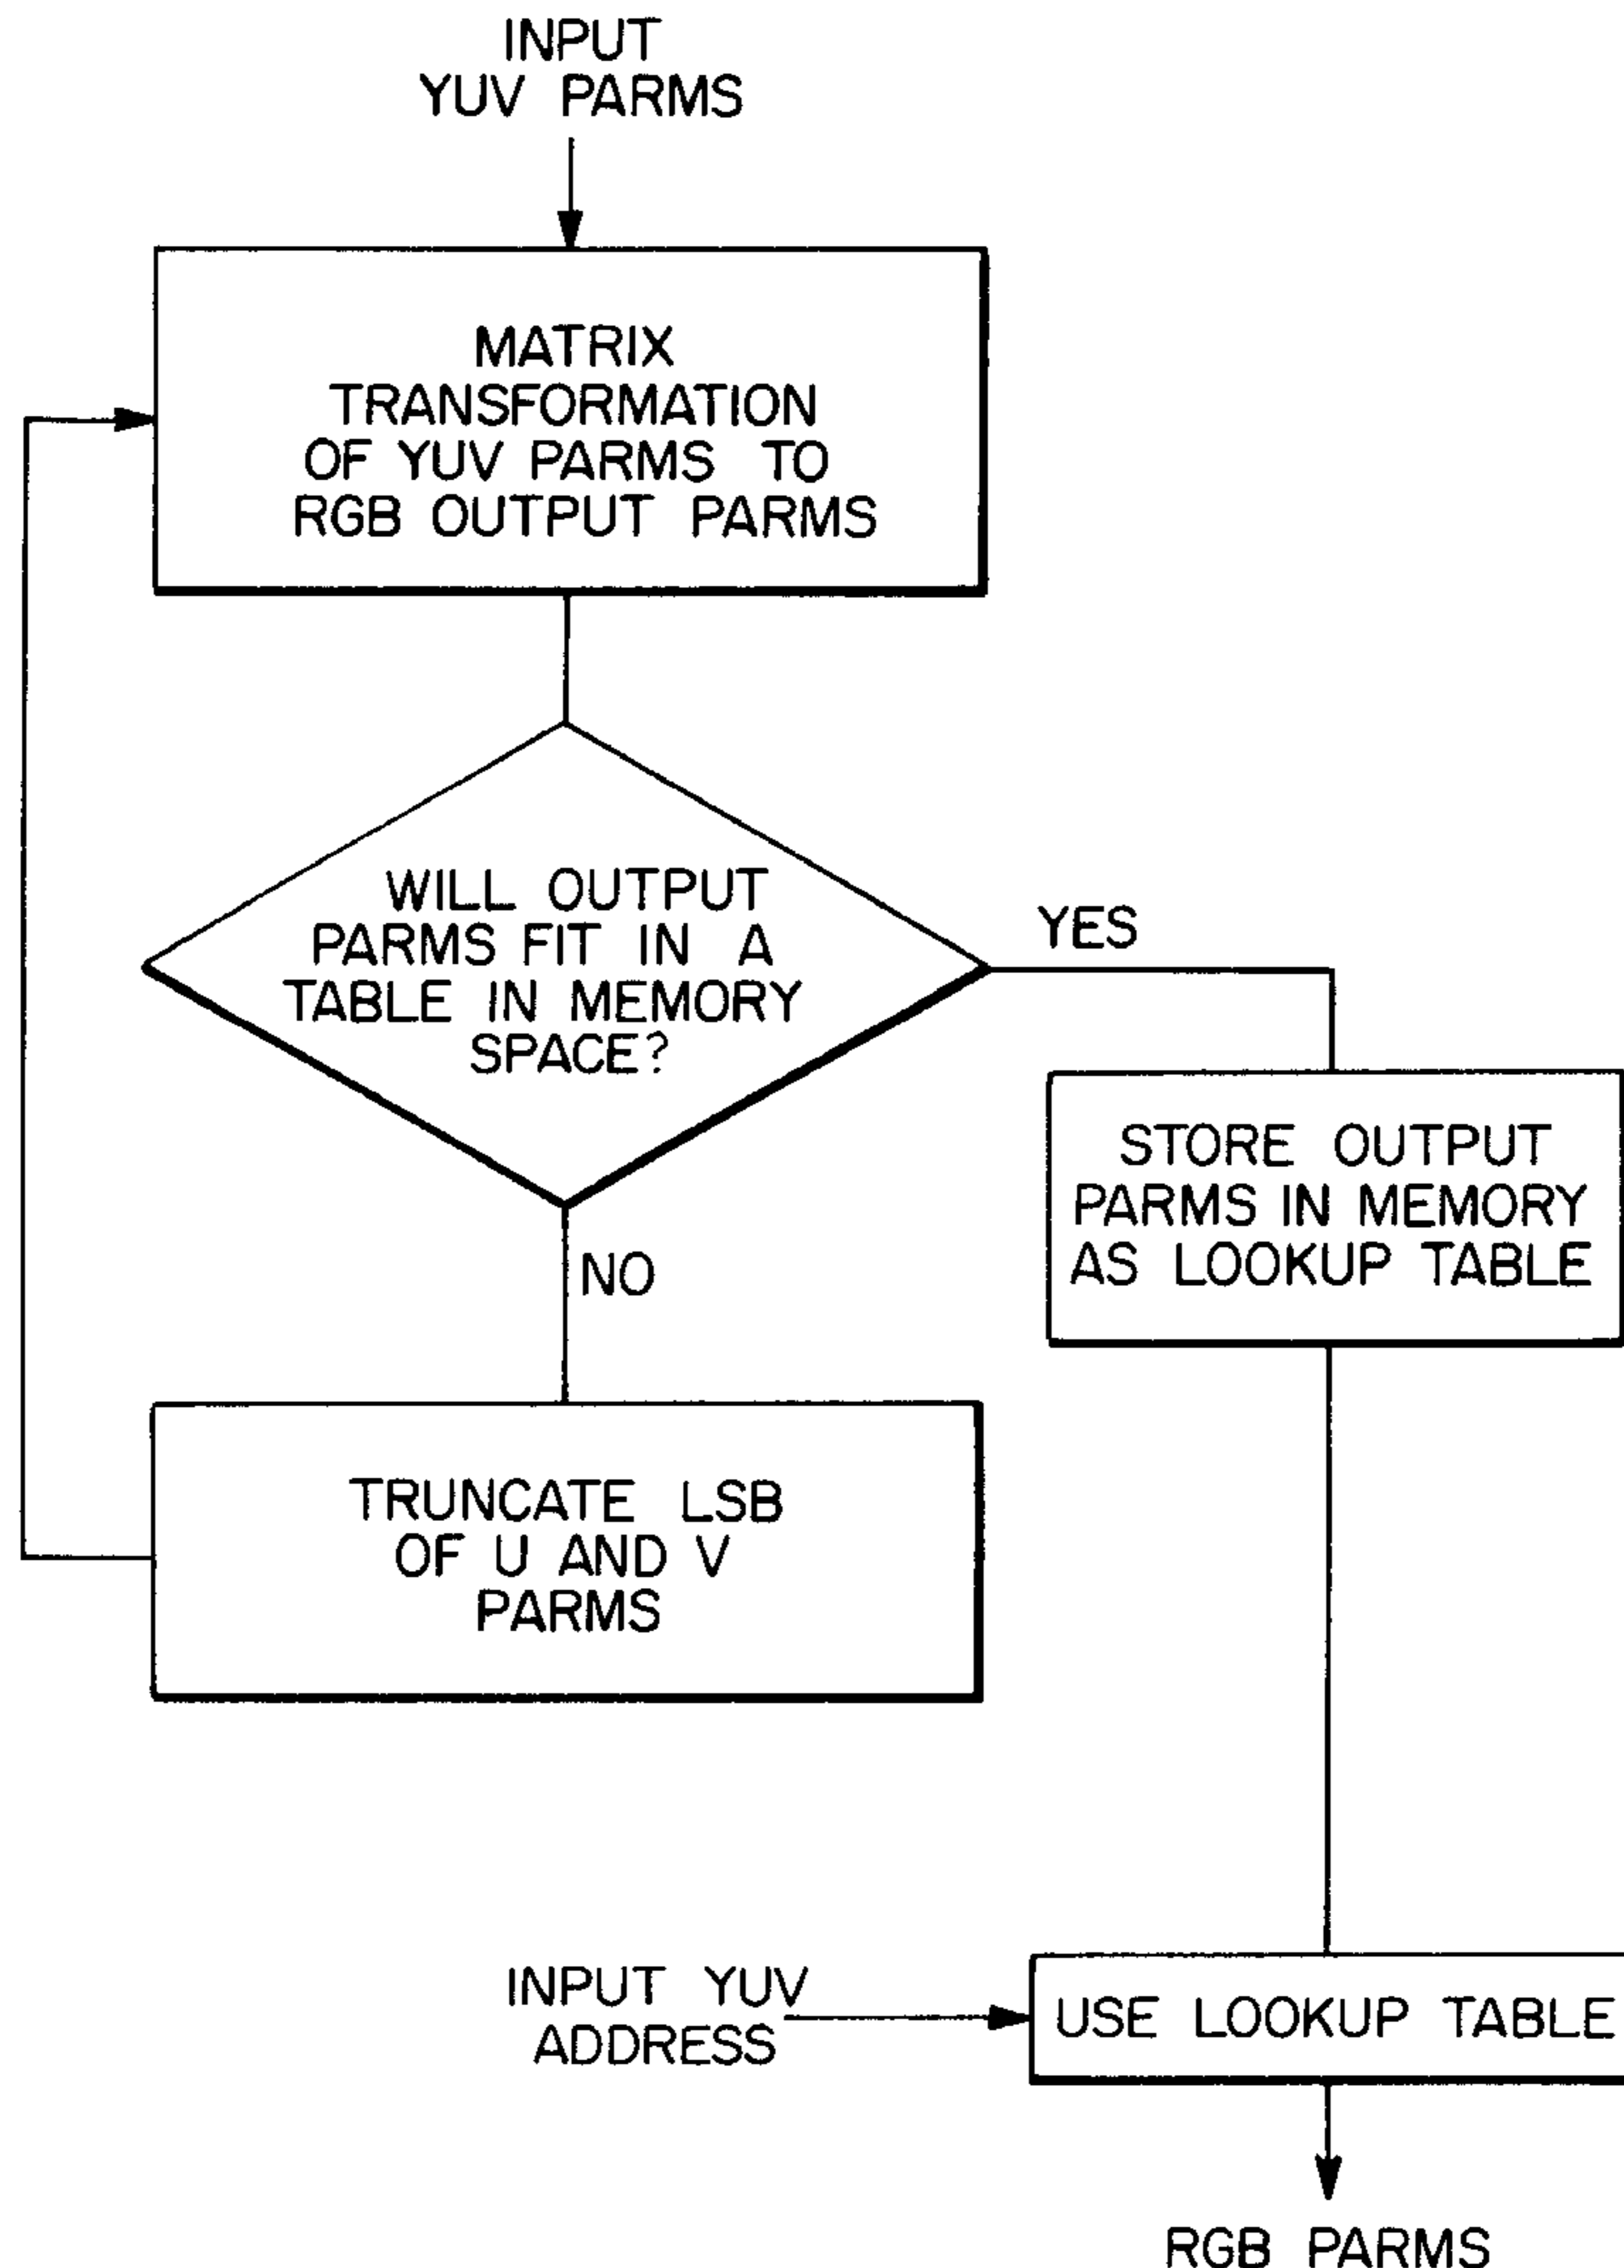 INPUT
YUV PARMS
MATRIX
TRANSFORMATION
OF YUV PARMS TO
RGB OUTPUT PARMS
WILL OUTPUT
PARMS FIT IN A
TABLE IN MEMORY
SPACE?
YES
STORE OUTPUT
PARMS IN MEMORY
AS LOOKUP TABLE
NO
TRUNCATE LSB
OF U AND V
PARMS
INPUT YUV
ADDRESS
USE LOOKUP TABLE
RGB PARMS